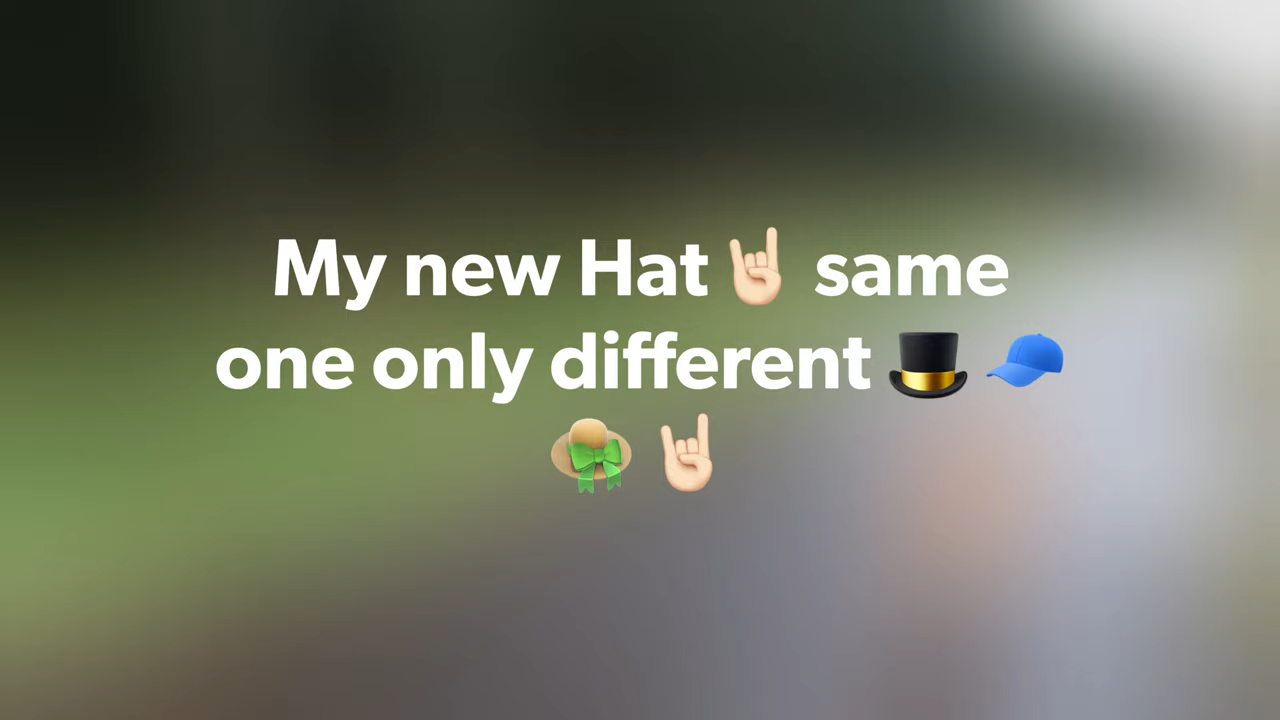 My new Hat 🤘🏻 same
one only different 🎩 🧢
👒 🤘🏻